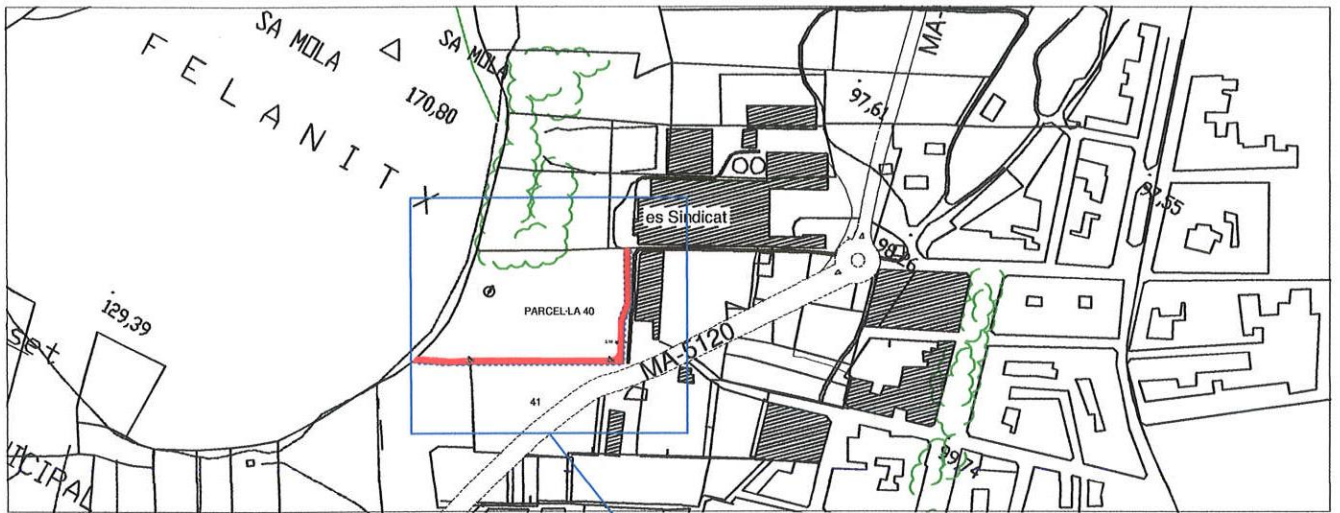 SA MOLA
SA MOLA
FELANITX
170,80
MA-
97,61
es Sindicat
97,55
98,26
129,39
PARCEL·LA 40
MA-5120
set
41
99,74
ICIPAL